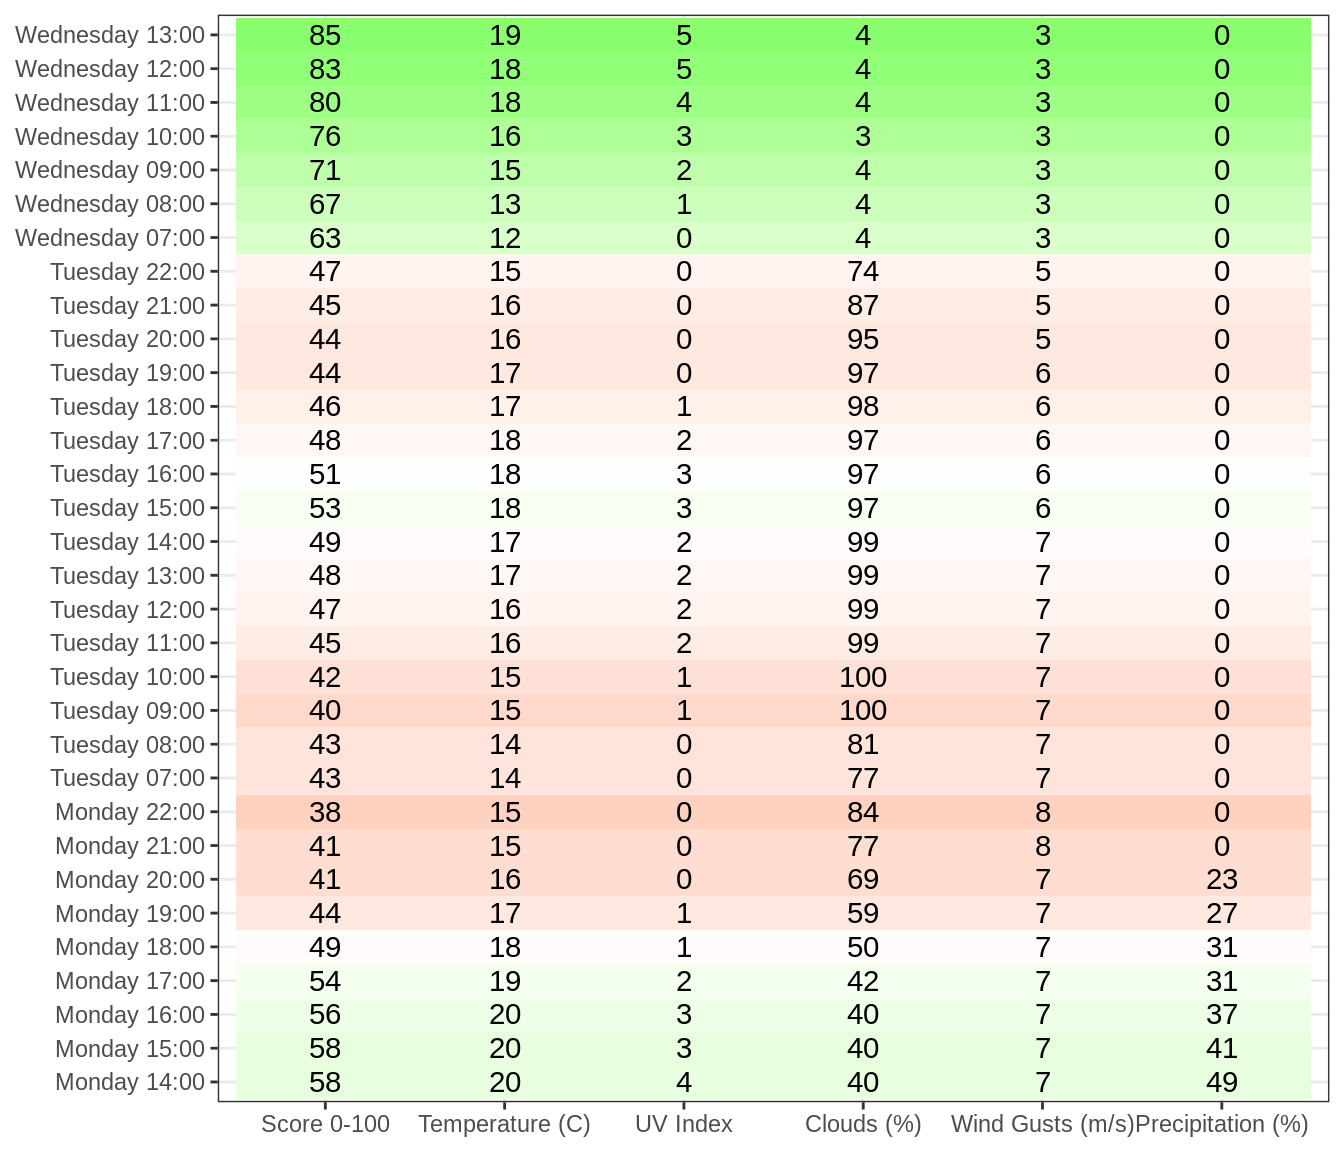 Wednesday 13:00 85 19 5 4 3 0
Wednesday 12:00 83 18 5 4 3 0
Wednesday 11:00 80 18 4 4 3 0
Wednesday 10:00 76 16 3 3 3 0
Wednesday 09:00 71 15 2 4 3 0
Wednesday 08:00 67 13 1 4 3 0
Wednesday 07:00 63 12 0 4 3 0
Tuesday 22:00 47 15 0 74 5 0
Tuesday 21:00 45 16 0 87 5 0
Tuesday 20:00 44 16 0 95 5 0
Tuesday 19:00 44 17 0 97 6 0
Tuesday 18:00 46 17 1 98 6 0
Tuesday 17:00 48 18 2 97 6 0
Tuesday 16:00 51 18 3 97 6 0
Tuesday 15:00 53 18 3 97 6 0
Tuesday 14:00 49 17 2 99 7 0
Tuesday 13:00 48 17 2 99 7 0
Tuesday 12:00 47 16 2 99 7 0
Tuesday 11:00 45 16 2 99 7 0
Tuesday 10:00 42 15 1 100 7 0
Tuesday 09:00 40 15 1 100 7 0
Tuesday 08:00 43 14 0 81 7 0
Tuesday 07:00 43 14 0 77 7 0
Monday 22:00 38 15 0 84 8 0
Monday 21:00 41 15 0 77 8 0
Monday 20:00 41 16 0 69 7 23
Monday 19:00 44 17 1 59 7 27
Monday 18:00 49 18 1 50 7 31
Monday 17:00 54 19 2 42 7 31
Monday 16:00 56 20 3 40 7 37
Monday 15:00 58 20 3 40 7 41
Monday 14:00 58 20 4 40 7 49
Score 0-100 Temperature (C) UV Index Clouds (%) Wind Gusts (m/s) Precipitation (%)